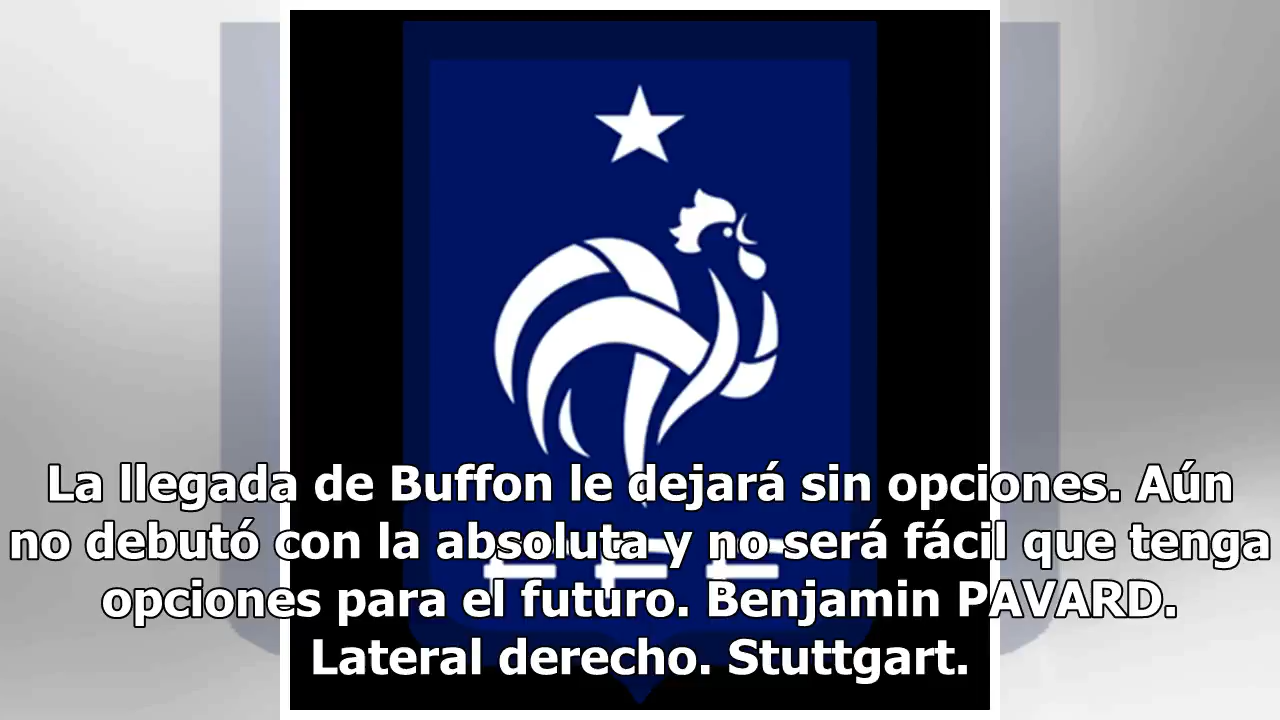 La llegada de Buffon le dejará sin opciones. Aún
no debutó con la absoluta y no será fácil que tenga
opciones para el futuro. Benjamin PAVARD.
Lateral derecho. Stuttgart.